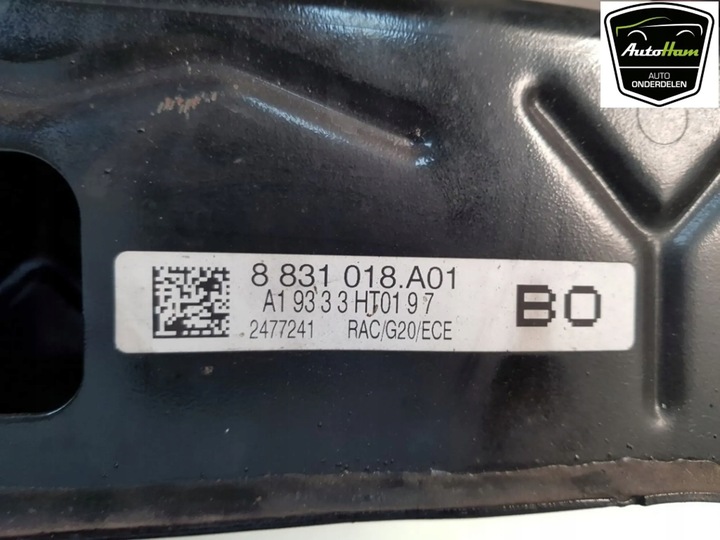 AutoHam
AUTO
ONDERDELEN
8 831 018.A01
A1 93 3 3 HT01 9 7
2477241 RAC/G20/ECE
BO